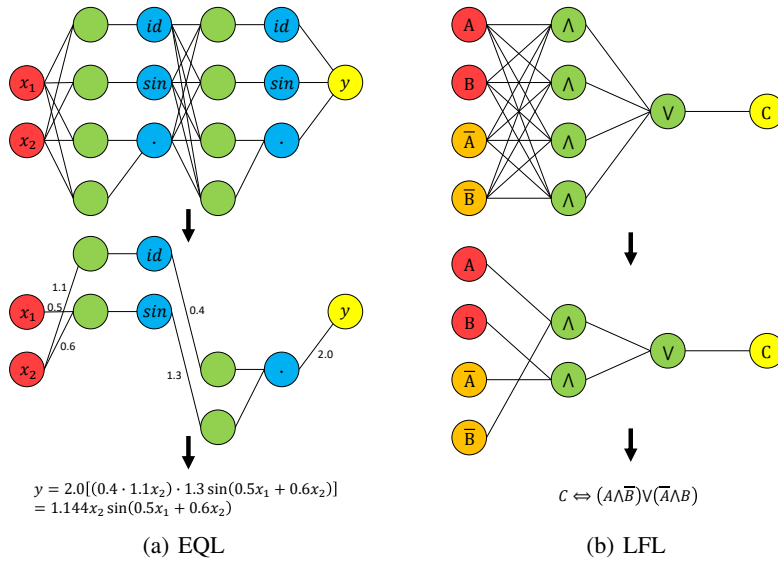 id
id
A
∧
x₁
sin
sin
y
B
∧
x₂
·
·
A̅
∧
∨
C
B̅
∧
id
A
1.1
x₁
0.5
sin
0.4
y
B
∧
x₂
0.6
1.3
·
2.0
A̅
∧
∨
C
B̅
y = 2.0[(0.4 · 1.1x₂) · 1.3 sin(0.5x₁ + 0.6x₂)]
= 1.144x₂ sin(0.5x₁ + 0.6x₂)
C ⇔ (A∧B̅)∨(A̅∧B)
(a) EQL
(b) LFL